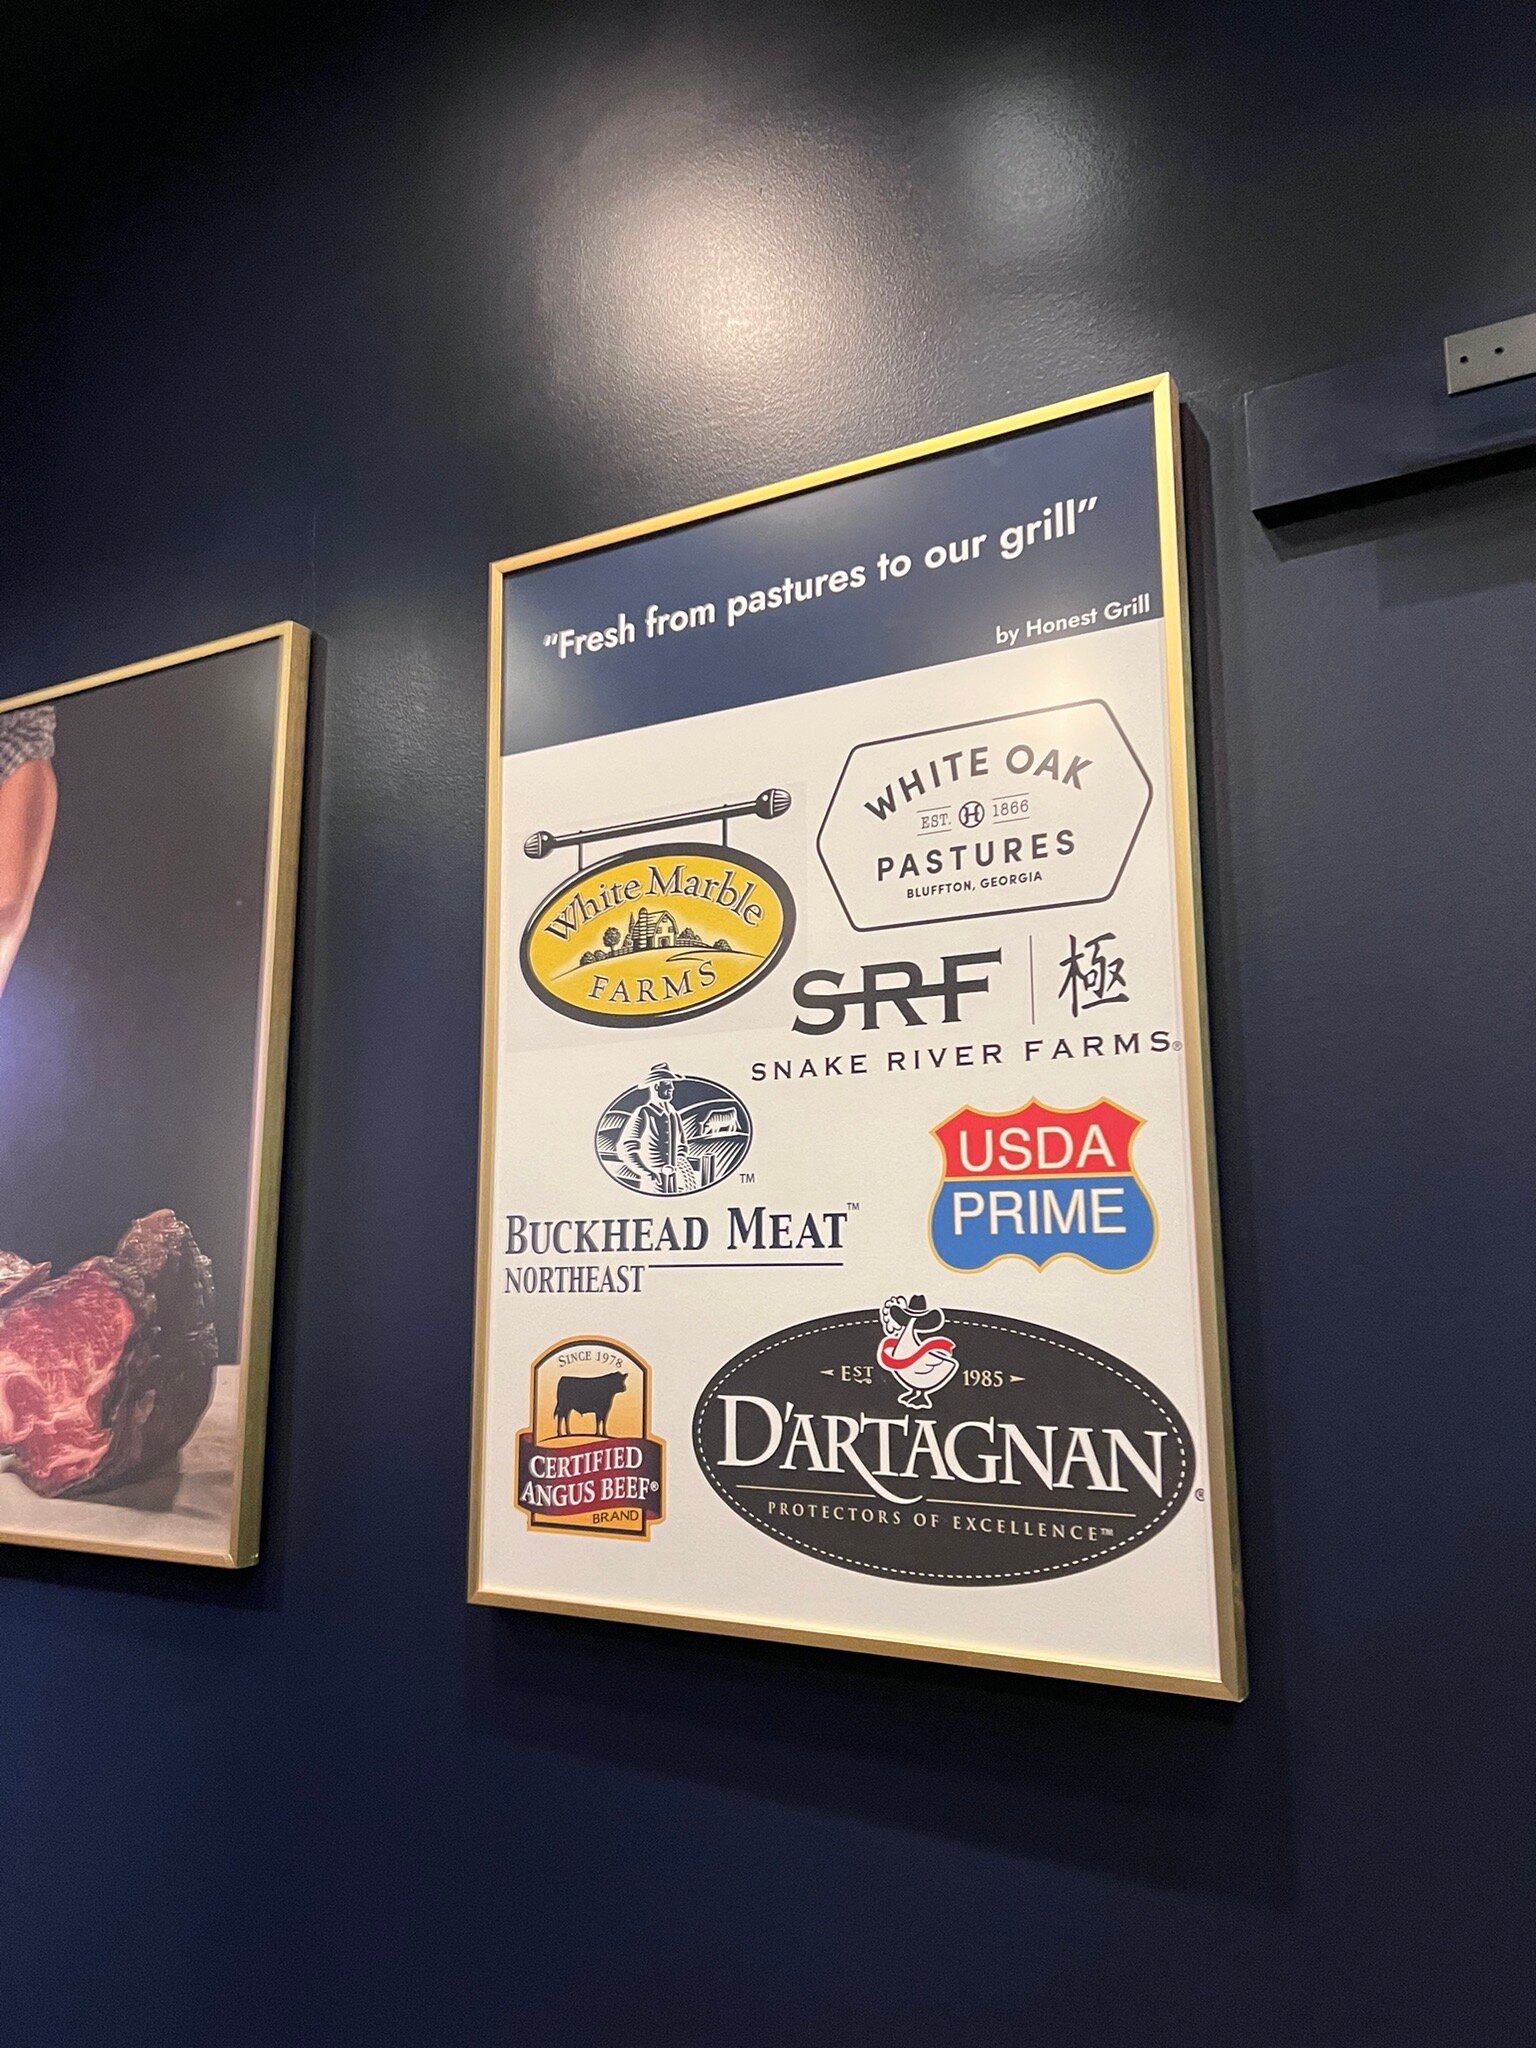 “Fresh from pastures to our grill”
by Honest Grill
White Marble
FARMS
WHITE OAK
EST. H 1866
PASTURES
BLUFFTON, GEORGIA
SRF 極
SNAKE RIVER FARMS®
TM
BUCKHEAD MEAT™
NORTHEAST
USDA
PRIME
SINCE 1978
CERTIFIED
ANGUS BEEF®
BRAND
EST 1985
D'ARTAGNAN
PROTECTORS OF EXCELLENCE™